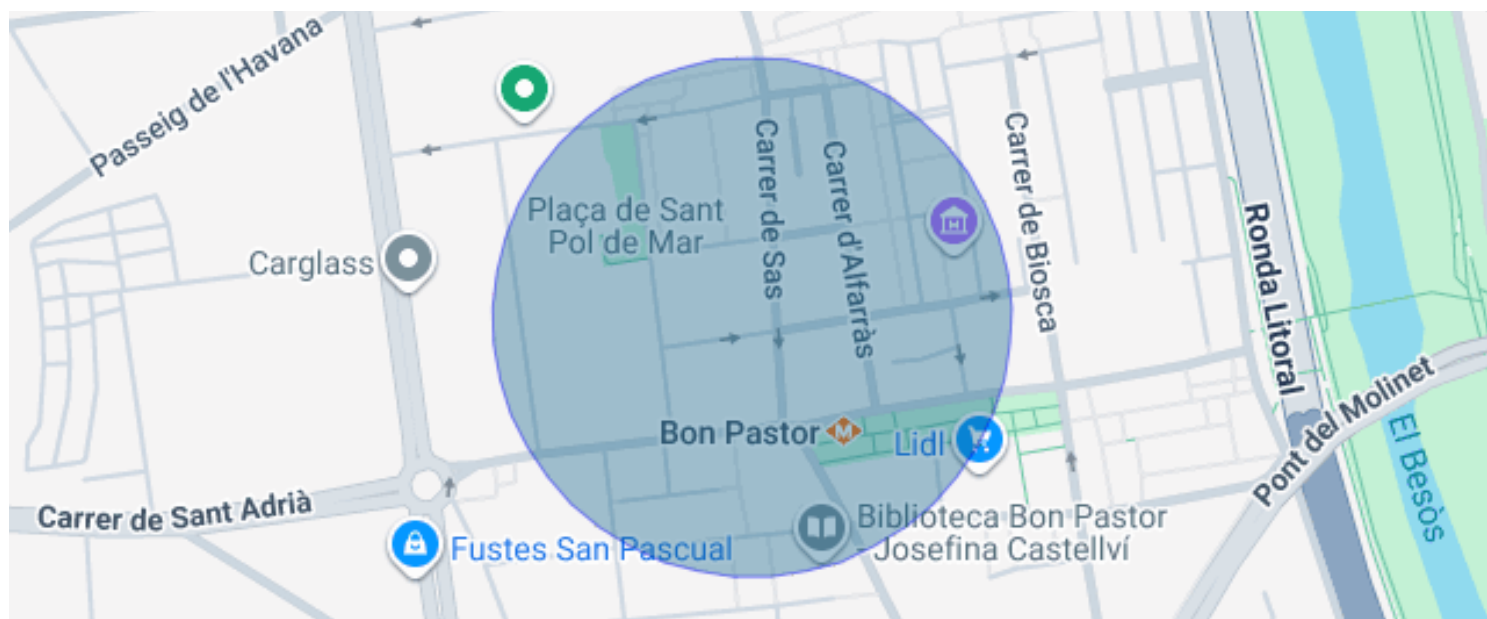 Passeig de l'Havana
Carrer de Sas
Carrer d'Alfarràs
Carrer de Biosca
Plaça de Sant
Pol de Mar
Carglass
Ronda Litoral
Bon Pastor
M
Lidl
Pont del Molinet
El Besòs
Carrer de Sant Adrià
Fustes San Pascual
Biblioteca Bon Pastor
- Josefina Castellví